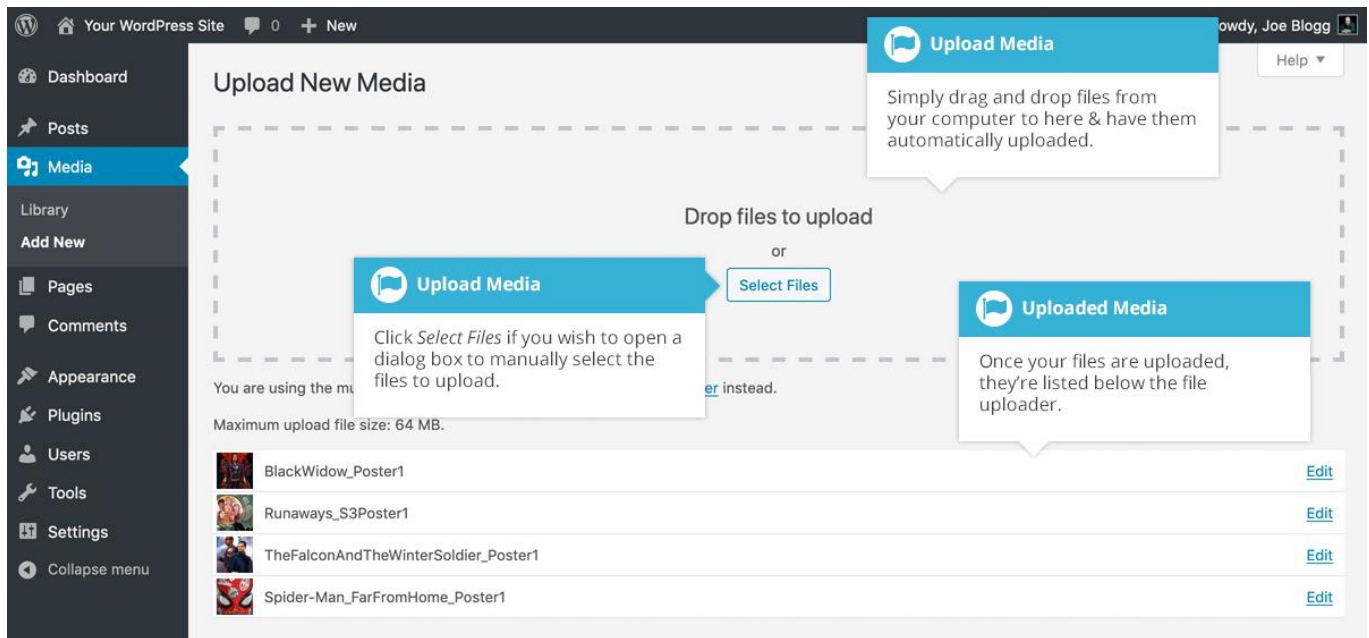 Your WordPress Site 0 + New
owdy, Joe Blogg
Help
Dashboard
Posts
Media
Library
Add New
Pages
Comments
Appearance
Plugins
Users
Tools
Settings
Collapse menu
Upload New Media
Upload Media
Simply drag and drop files from
your computer to here & have them
automatically uploaded.
Drop files to upload
or
Select Files
Upload Media
Click Select Files if you wish to open a
dialog box to manually select the
files to upload.
Uploaded Media
Once your files are uploaded,
they’re listed below the file
uploader.
You are using the mu
er instead.
Maximum upload file size: 64 MB.
BlackWidow_Poster1 Edit
Runaways_S3Poster1 Edit
TheFalconAndTheWinterSoldier_Poster1 Edit
Spider-Man_FarFromHome_Poster1 Edit